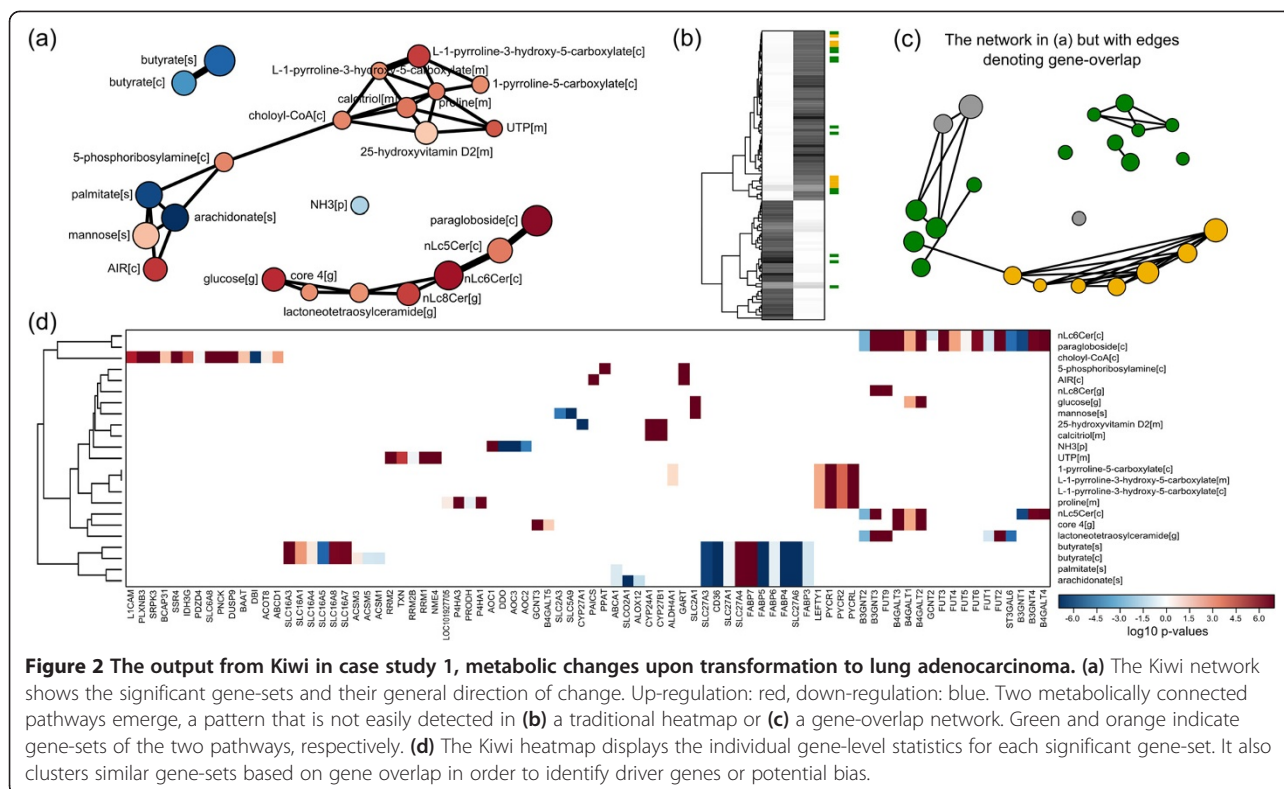 (a)
butyrate[s]
butyrate[c]
L-1-pyrroline-3-hydroxy-5-carboxylate[c]
L-1-pyrroline-3-hydroxy-5-carboxylate[m]
1-pyrroline-5-carboxylate[c]
calcitriol[m]
proline[m]
choloyl-CoA[c]
UTP[m]
25-hydroxyvitamin D2[m]
5-phosphoribosylamine[c]
palmitate[s]
arachidonate[s]
NH3[p]
mannose[s]
AIR[c]
paragloboside[c]
nLc5Cer[c]
nLc6Cer[c]
glucose[g]
core 4[g]
nLc8Cer[g]
lactoneotetraosylceramide[g]
(b)
(c)
The network in (a) but with edges
denoting gene-overlap
(d)
nLc6Cer[c]
paragloboside[c]
choloyl-CoA[c]
5-phosphoribosylamine[c]
AIR[c]
nLc8Cer[g]
glucose[g]
mannose[s]
25-hydroxyvitamin D2[m]
calcitriol[m]
NH3[p]
UTP[m]
1-pyrroline-5-carboxylate[c]
L-1-pyrroline-3-hydroxy-5-carboxylate[m]
L-1-pyrroline-3-hydroxy-5-carboxylate[c]
proline[m]
nLc5Cer[c]
core 4[g]
lactoneotetraosylceramide[g]
butyrate[s]
butyrate[c]
palmitate[s]
arachidonate[s]
L1CAM
PLXNB3
SRPK3
BCAP31
SSR4
IDH3G
PDZD4
SLC6A8
PNCK
DUSP9
BAAT
DBI
ACOT8
ABCD1
SLC16A3
SLC16A1
SLC16A4
SLC16A5
SLC16A8
SLC16A7
ACSM3
ACSM5
ACSM1
RRM2
TXN
RRM2B
RRM1
NME4
LOC101927705
P4HA3
PRODH
P4HA1
AOC1
DDO
AOC3
AOC2
GCNT3
B4GALT5
SLC2A3
SLC5A9
CYP27A1
PAICS
PPAT
ABCA1
SLCO2A1
ALOX12
CYP24A1
CYP27B1
ALDH4A1
GART
SLC2A1
SLC27A3
CD36
SLC27A1
SLC27A4
FABP7
FABP5
FABP6
FABP4
SLC27A6
FABP3
LEFTY1
PYCR1
PYCR2
PYCRL
B3GNT2
B3GNT3
FUT9
B4GALT3
B4GALT1
B4GALT2
GCNT2
FUT3
FUT4
FUT5
FUT6
FUT1
FUT2
ST3GAL6
B3GNT1
B3GNT4
B4GALT4
-6.0 -4.5 -3.0 -1.5 0.0 1.5 3.0 4.5 6.0
log10 p-values
Figure 2 The output from Kiwi in case study 1, metabolic changes upon transformation to lung adenocarcinoma. (a) The Kiwi network
shows the significant gene-sets and their general direction of change. Up-regulation: red, down-regulation: blue. Two metabolically connected
pathways emerge, a pattern that is not easily detected in (b) a traditional heatmap or (c) a gene-overlap network. Green and orange indicate
gene-sets of the two pathways, respectively. (d) The Kiwi heatmap displays the individual gene-level statistics for each significant gene-set. It also
clusters similar gene-sets based on gene overlap in order to identify driver genes or potential bias.